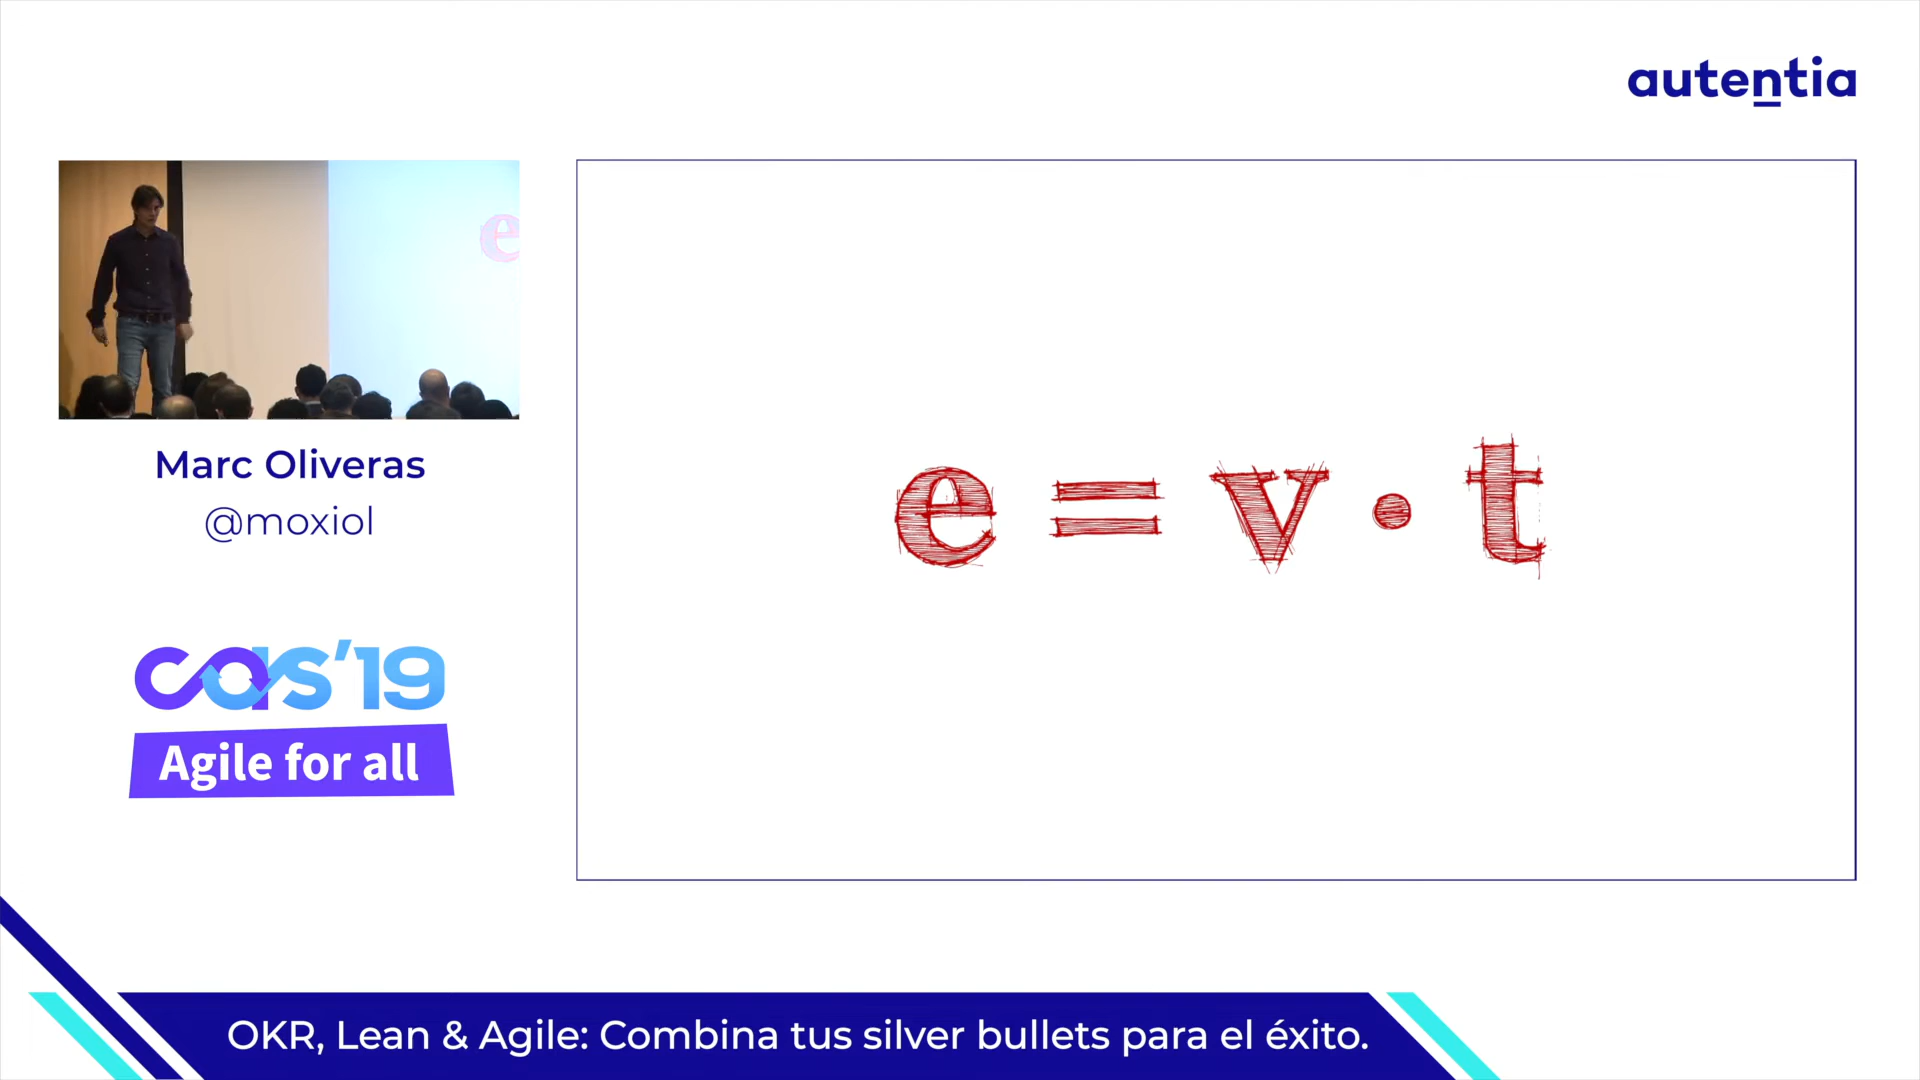 autentia
e
Marc Oliveras
@moxiol
e = v · t
cas'19
Agile for all
OKR, Lean & Agile: Combina tus silver bullets para el éxito.